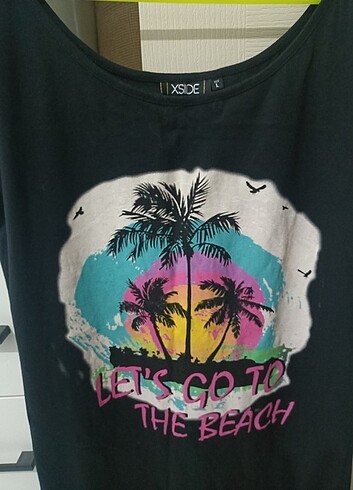 XSIDE
L
LET'S GO TO
THE BEACH